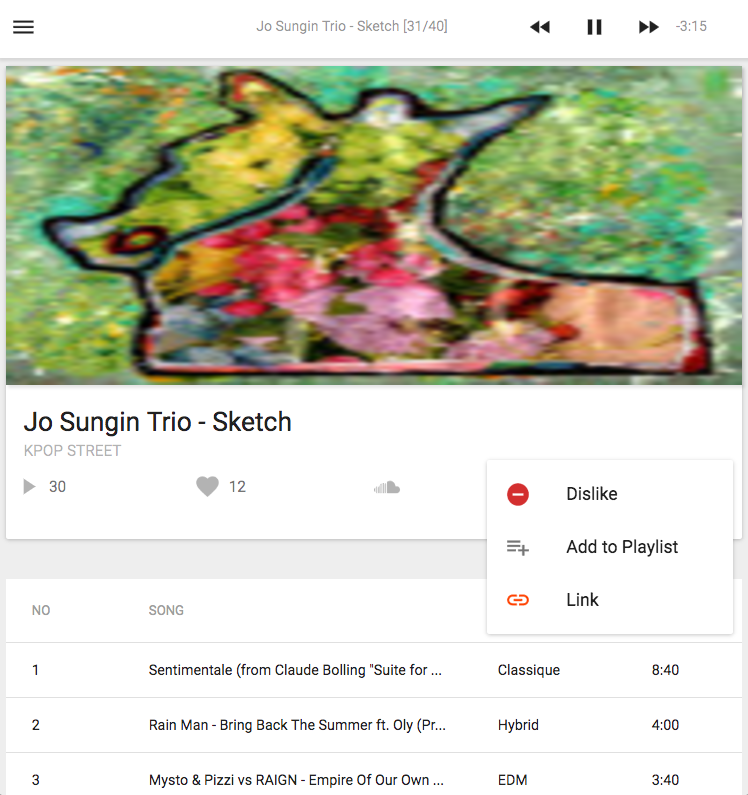 Jo Sungin Trio - Sketch [31/40]
-3:15
Jo Sungin Trio - Sketch
KPOP STREET
30
12
Dislike
Add to Playlist
Link
NO SONG
1 Sentimentale (from Claude Bolling "Suite for ... Classique 8:40
2 Rain Man - Bring Back The Summer ft. Oly (Pr... Hybrid 4:00
3 Mysto & Pizzi vs RAIGN - Empire Of Our Own ... EDM 3:40